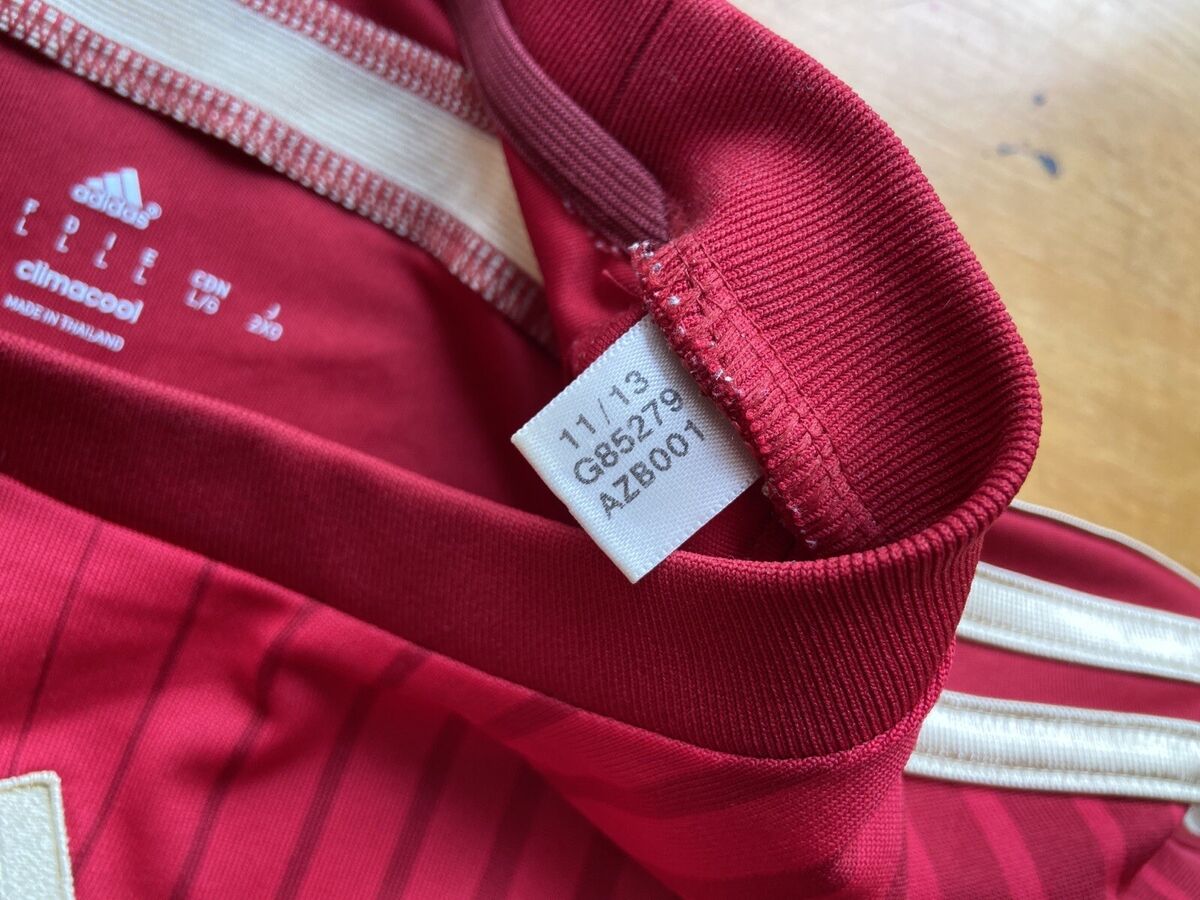 adidas®
F D I E CDN J
L L L L L/G 2XO
climacool
MADE IN THAILAND
11/13
G85279
AZB001